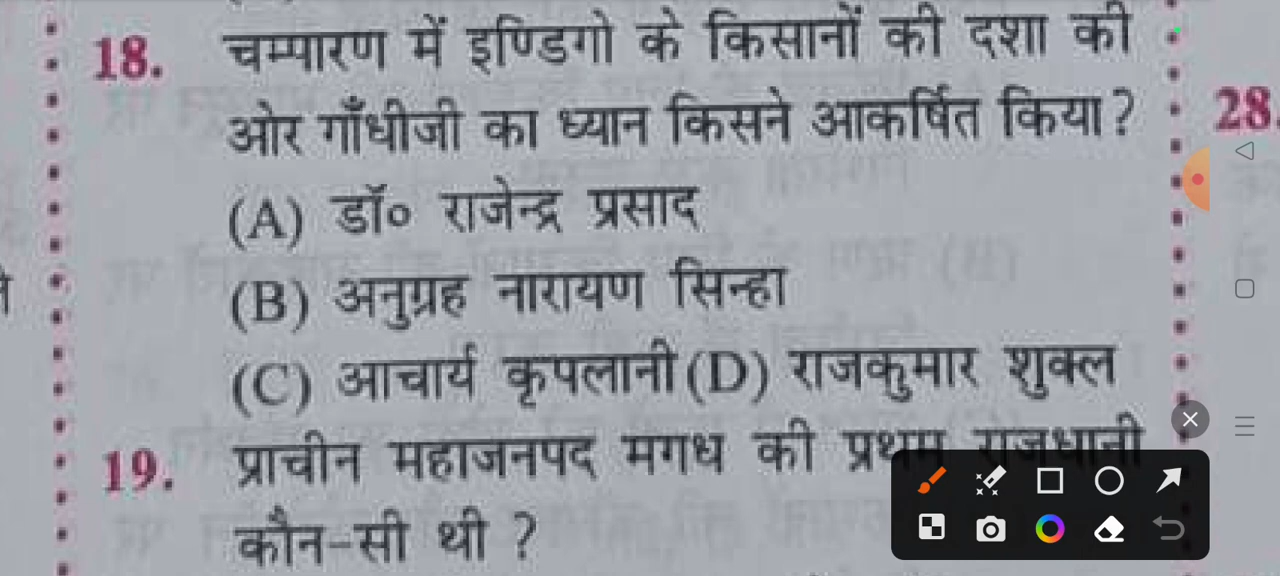 18. चम्पारण में इण्डिगो के किसानों की दशा की
ओर गाँधीजी का ध्यान किसने आकर्षित किया?
(A) डॉ० राजेन्द्र प्रसाद
(B) अनुग्रह नारायण सिन्हा
(C) आचार्य कृपलानी (D) राजकुमार शुक्ल
19. प्राचीन महाजनपद मगध की प्रथम राजधानी
कौन-सी थी ?
28.